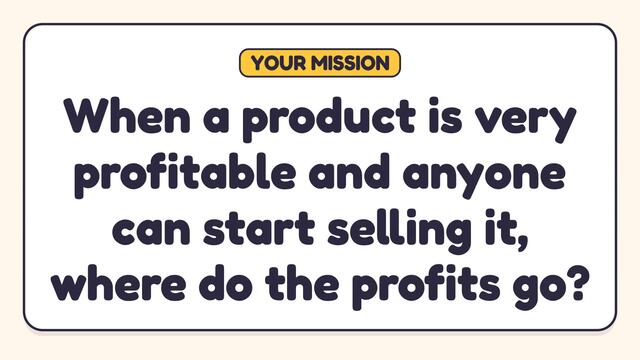 YOUR MISSION
When a product is very
profitable and anyone
can start selling it,
where do the profits go?